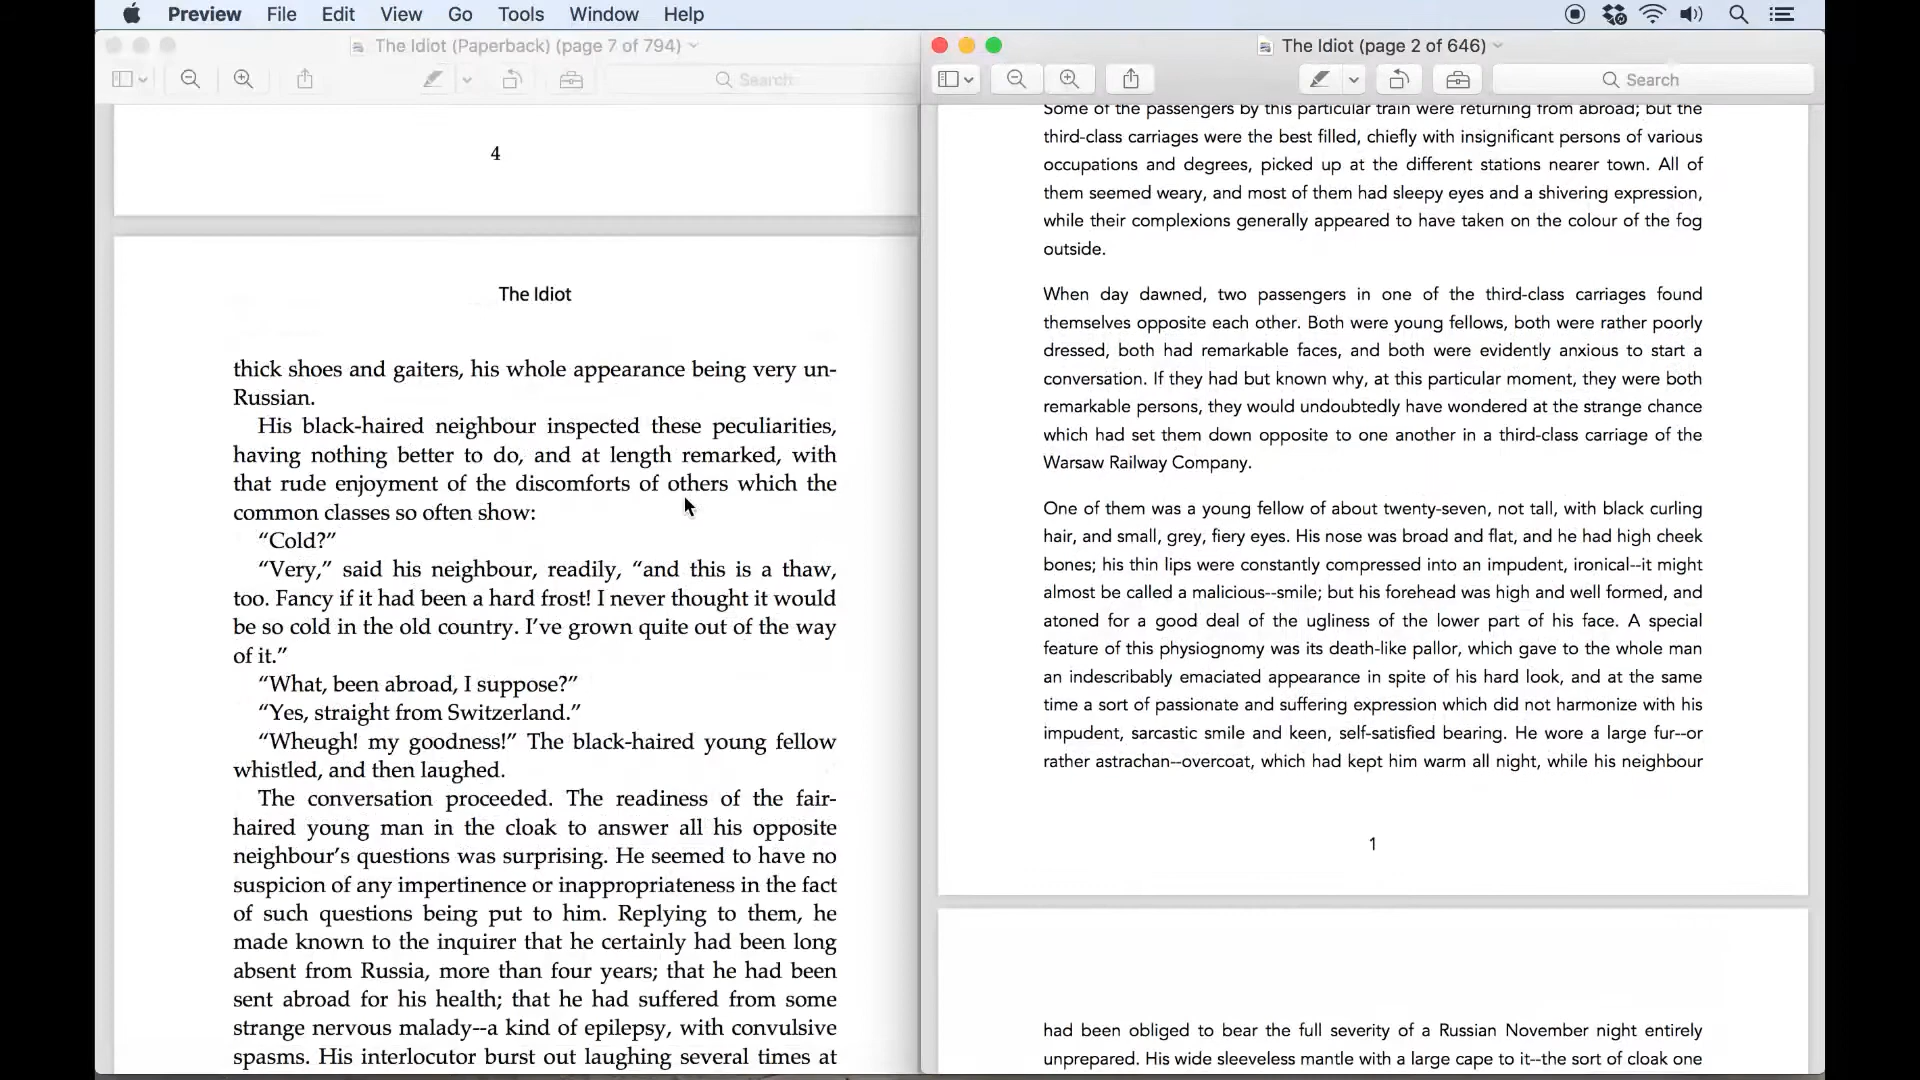 Preview File Edit View Go Tools Window Help
The Idiot (Paperback) (page 7 of 794)
Search
4
The Idiot
thick shoes and gaiters, his whole appearance being very un-
Russian.
His black-haired neighbour inspected these peculiarities,
having nothing better to do, and at length remarked, with
that rude enjoyment of the discomforts of others which the
common classes so often show:
“Cold?”
“Very,” said his neighbour, readily, “and this is a thaw,
too. Fancy if it had been a hard frost! I never thought it would
be so cold in the old country. I’ve grown quite out of the way
of it.”
“What, been abroad, I suppose?”
“Yes, straight from Switzerland.”
“Wheugh! my goodness!” The black-haired young fellow
whistled, and then laughed.
The conversation proceeded. The readiness of the fair-
haired young man in the cloak to answer all his opposite
neighbour’s questions was surprising. He seemed to have no
suspicion of any impertinence or inappropriateness in the fact
of such questions being put to him. Replying to them, he
made known to the inquirer that he certainly had been long
absent from Russia, more than four years; that he had been
sent abroad for his health; that he had suffered from some
strange nervous malady--a kind of epilepsy, with convulsive
spasms. His interlocutor burst out laughing several times at
The Idiot (page 2 of 646)
Search
Some of the passengers by this particular train were returning from abroad; but the
third-class carriages were the best filled, chiefly with insignificant persons of various
occupations and degrees, picked up at the different stations nearer town. All of
them seemed weary, and most of them had sleepy eyes and a shivering expression,
while their complexions generally appeared to have taken on the colour of the fog
outside.
When day dawned, two passengers in one of the third-class carriages found
themselves opposite each other. Both were young fellows, both were rather poorly
dressed, both had remarkable faces, and both were evidently anxious to start a
conversation. If they had but known why, at this particular moment, they were both
remarkable persons, they would undoubtedly have wondered at the strange chance
which had set them down opposite to one another in a third-class carriage of the
Warsaw Railway Company.
One of them was a young fellow of about twenty-seven, not tall, with black curling
hair, and small, grey, fiery eyes. His nose was broad and flat, and he had high cheek
bones; his thin lips were constantly compressed into an impudent, ironical--it might
almost be called a malicious--smile; but his forehead was high and well formed, and
atoned for a good deal of the ugliness of the lower part of his face. A special
feature of this physiognomy was its death-like pallor, which gave to the whole man
an indescribably emaciated appearance in spite of his hard look, and at the same
time a sort of passionate and suffering expression which did not harmonize with his
impudent, sarcastic smile and keen, self-satisfied bearing. He wore a large fur--or
rather astrachan--overcoat, which had kept him warm all night, while his neighbour
1
had been obliged to bear the full severity of a Russian November night entirely
unprepared. His wide sleeveless mantle with a large cape to it--the sort of cloak one